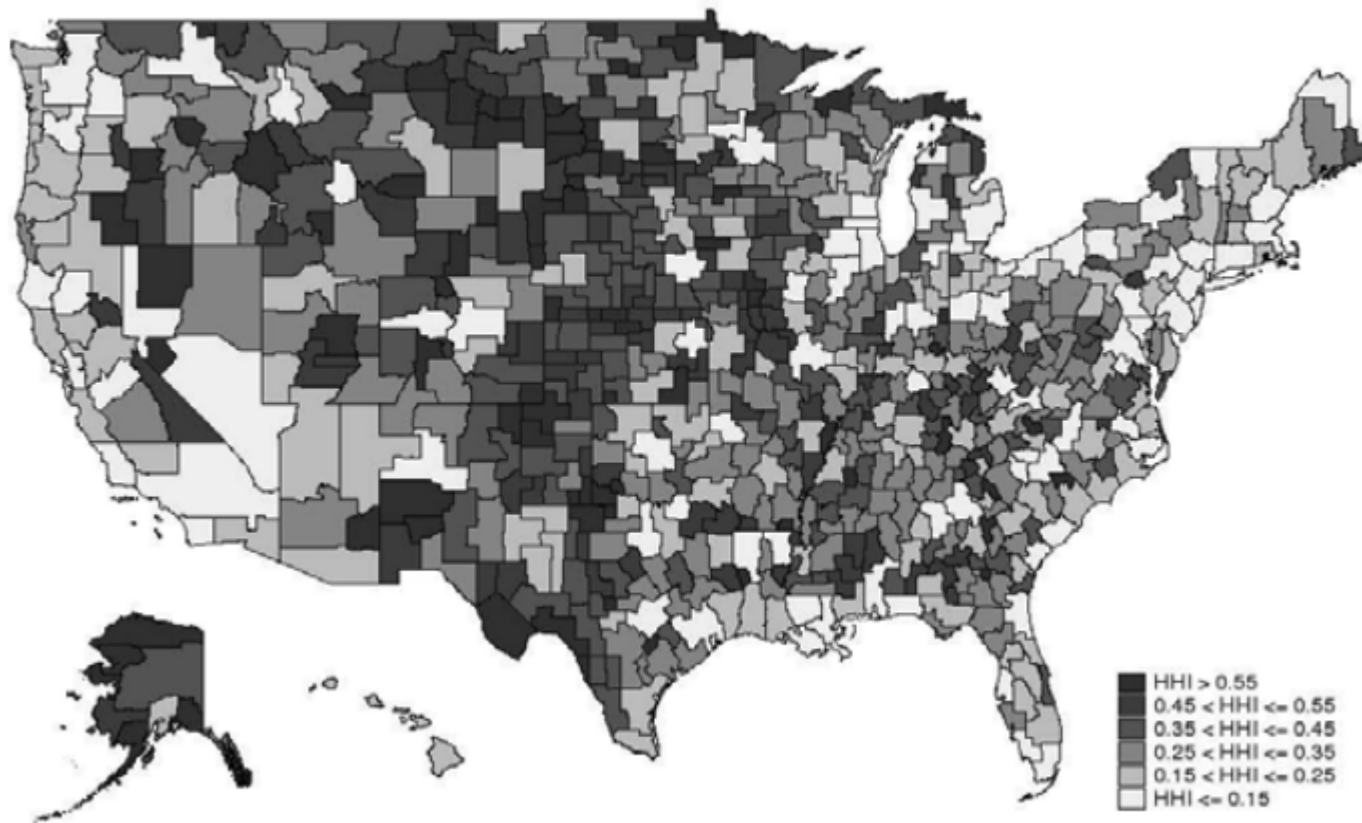 HHI > 0.55
0.45 < HHI <= 0.55
0.35 < HHI <= 0.45
0.25 < HHI <= 0.35
0.15 < HHI <= 0.25
HHI <= 0.15